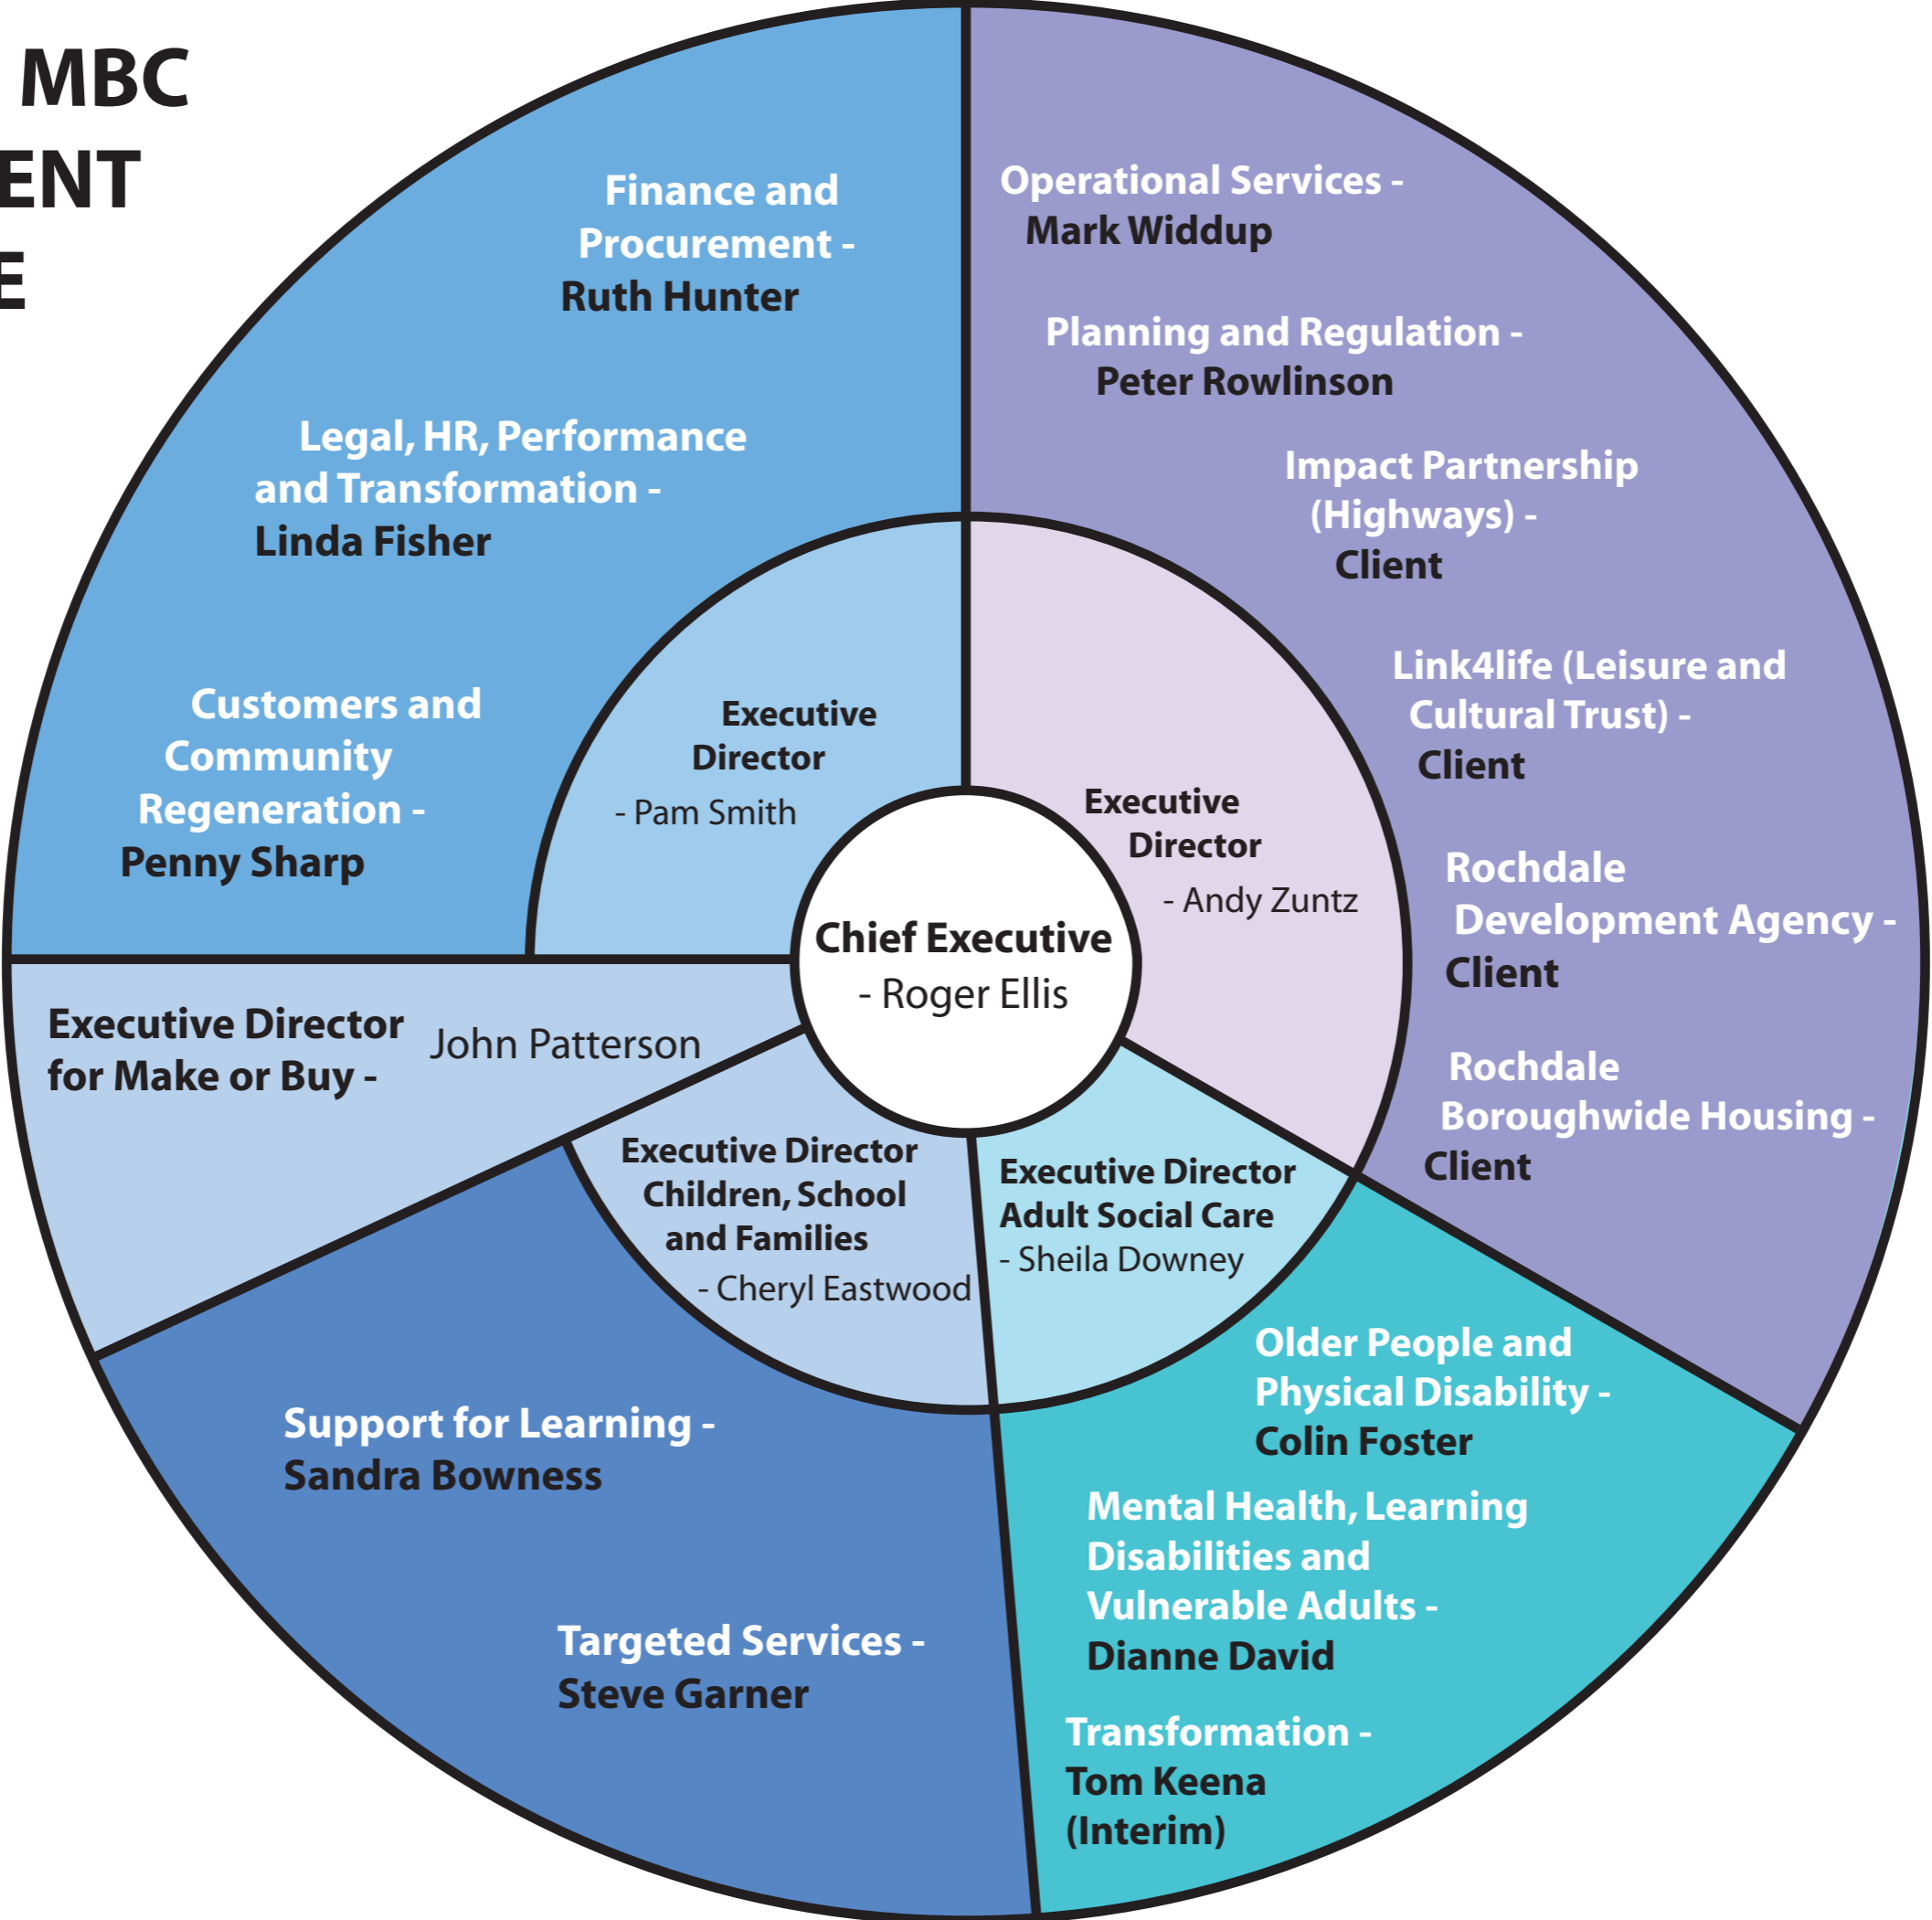 MBC
ENT
E
Finance and
Procurement -
Ruth Hunter
Legal, HR, Performance
and Transformation -
Linda Fisher
Customers and
Community
Regeneration -
Penny Sharp
Executive
Director
- Pam Smith
Operational Services -
Mark Widdup
Planning and Regulation -
Peter Rowlinson
Impact Partnership
(Highways) -
Client
Link4life (Leisure and
Cultural Trust) -
Client
Rochdale
Development Agency -
Client
Rochdale
Boroughwide Housing -
Client
Executive
Director
- Andy Zuntz
Chief Executive
- Roger Ellis
Executive Director
for Make or Buy -
John Patterson
Executive Director
Children, School
and Families
- Cheryl Eastwood
Executive Director
Adult Social Care
- Sheila Downey
Support for Learning -
Sandra Bowness
Targeted Services -
Steve Garner
Older People and
Physical Disability -
Colin Foster
Mental Health, Learning
Disabilities and
Vulnerable Adults -
Dianne David
Transformation -
Tom Keena
(Interim)